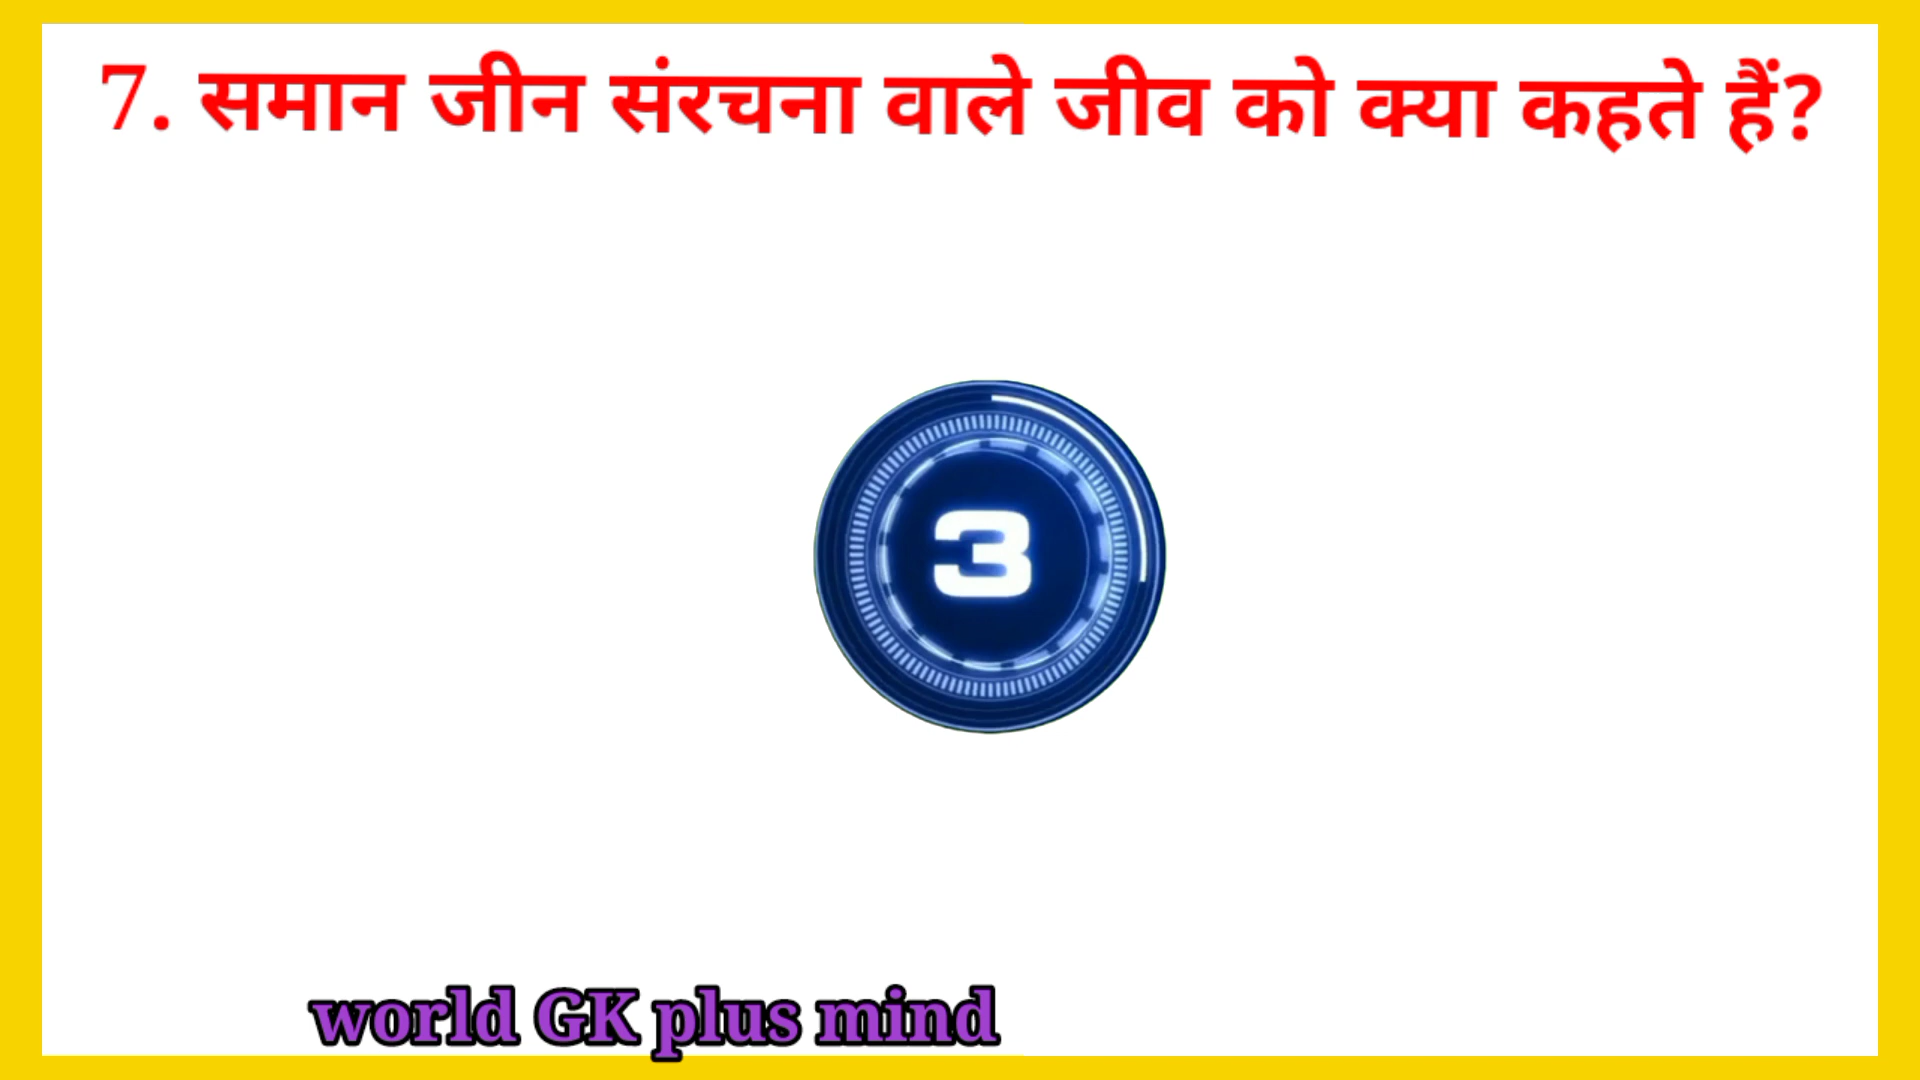 7. समान जीन संरचना वाले जीव को क्या कहते हैं?
3
world GK plus mind